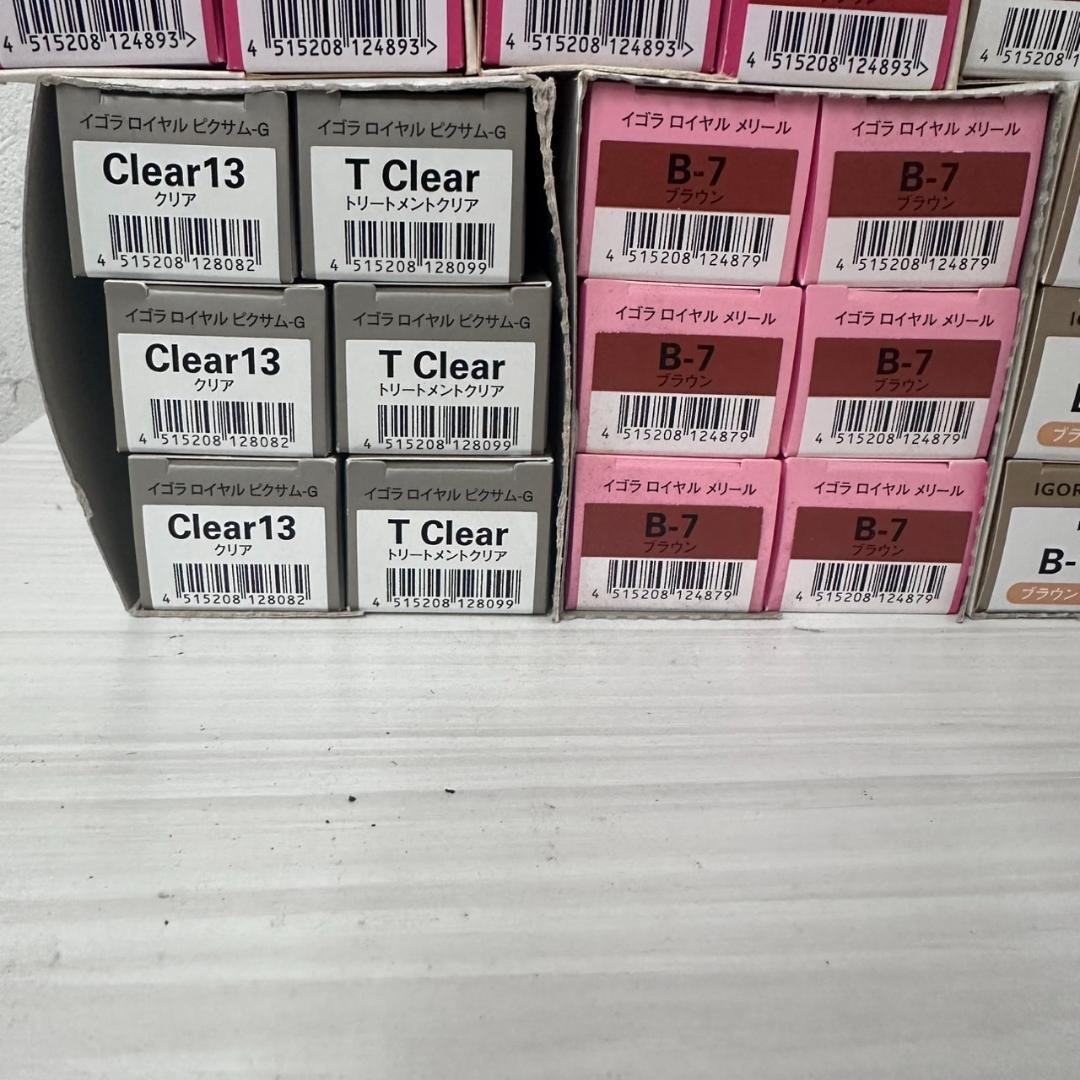 4 515208 124893>
4 515208 124893>
4 515208 124893>
4 515208 124893>
4 515208
イゴラ ロイヤル ピクサム-G
Clear13
クリア
4 515208 128082
イゴラ ロイヤル ピクサム-G
T Clear
トリートメントクリア
4 515208 128099
イゴラ ロイヤル メリール
B-7
ブラウン
4 515208 124879
イゴラ ロイヤル メリール
B-7
ブラウン
4 515208 124879
イゴラ ロイヤル ピクサム-G
Clear13
クリア
4 515208 128082
イゴラ ロイヤル ピクサム-G
T Clear
トリートメントクリア
4 515208 128099
イゴラ ロイヤル メリール
B-7
ブラウン
4 515208 124879
イゴラ ロイヤル メリール
B-7
ブラウン
4 515208 124879
イゴラ ロイヤル ピクサム-G
Clear13
クリア
4 515208 128082
イゴラ ロイヤル ピクサム-G
T Clear
トリートメントクリア
4 515208 128099
イゴラ ロイヤル メリール
B-7
ブラウン
4 515208 124879
イゴラ ロイヤル メリール
B-7
ブラウン
4 515208 124879
IGOR
B-
ブラウン